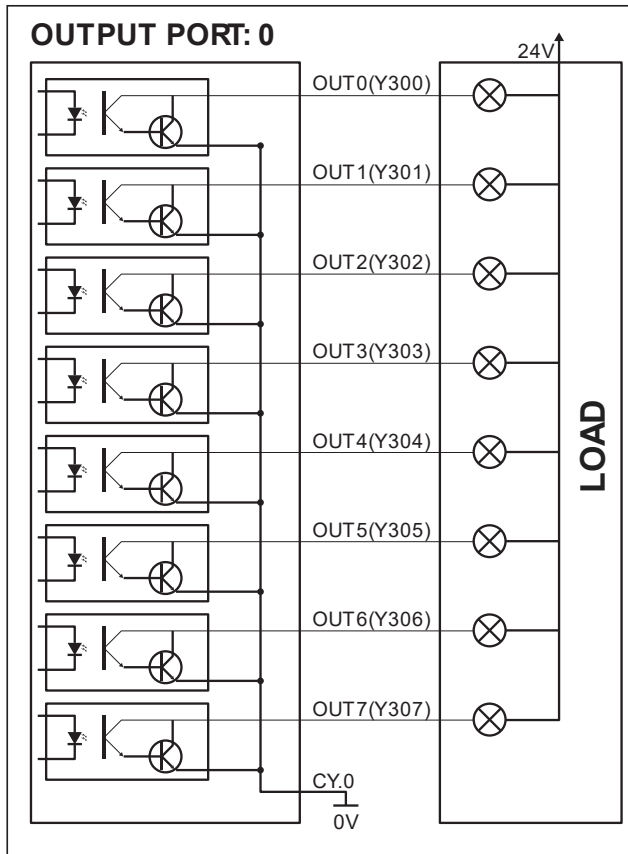 OUTPUT PORT: 0
24V
OUT0(Y300)
OUT1(Y301)
OUT2(Y302)
OUT3(Y303)
OUT4(Y304)
OUT5(Y305)
OUT6(Y306)
OUT7(Y307)
LOAD
CY.0
0V